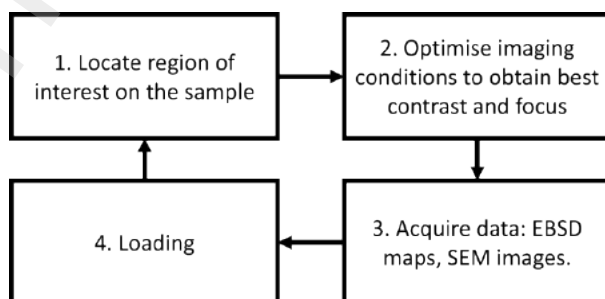 1. Locate region of
interest on the sample
2. Optimise imaging
conditions to obtain best
contrast and focus
3. Acquire data: EBSD
maps, SEM images.
4. Loading